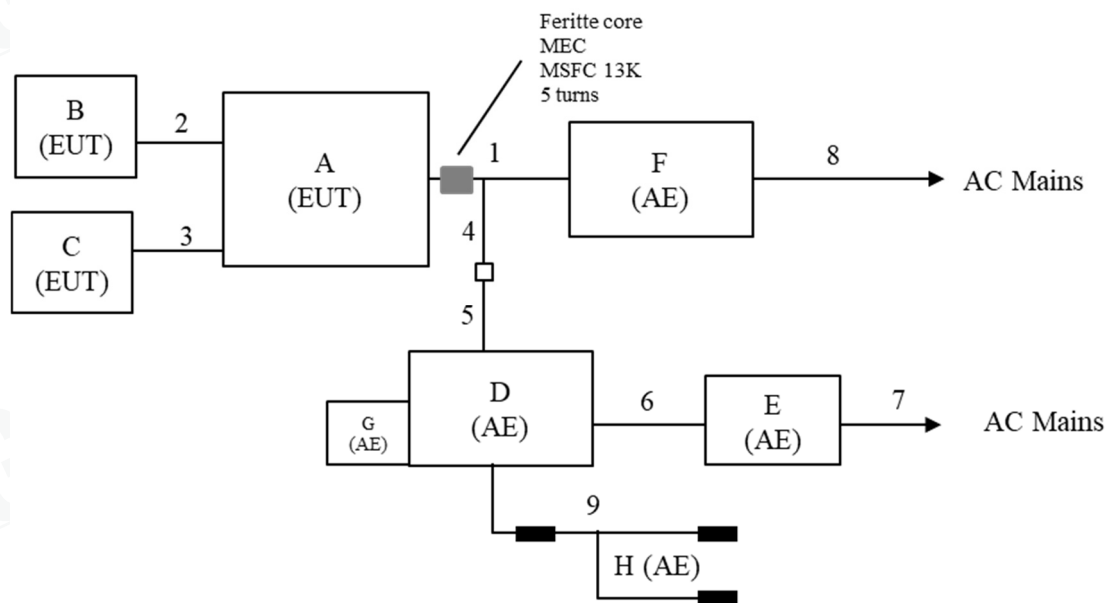 Feritte core
MEC
MSFC 13K
5 turns
B
(EUT)
2
A
(EUT)
1
F
(AE)
8
AC Mains
C
(EUT)
3
4
5
D
(AE)
G
(AE)
6
E
(AE)
7
AC Mains
9
H (AE)